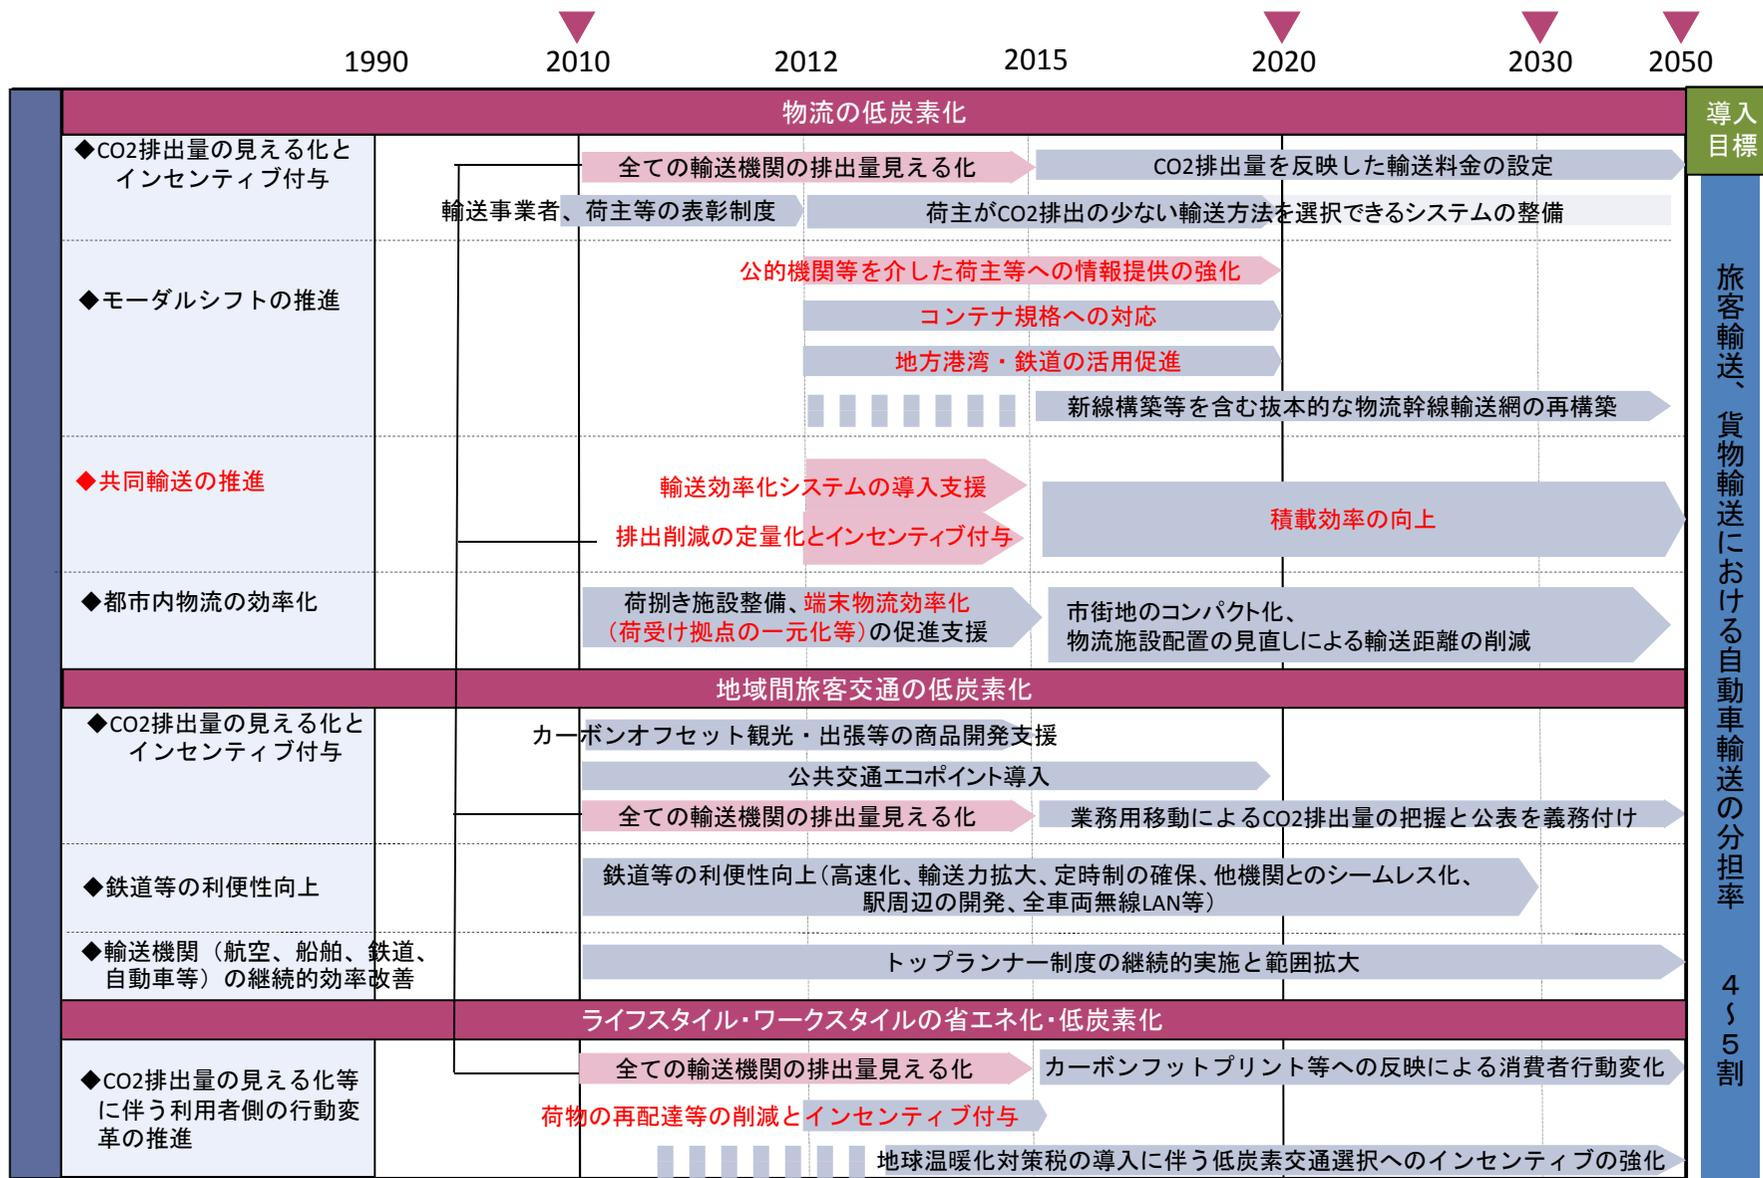 1990
2010
2012
2015
2020
2030
2050
物流の低炭素化
導入
目標
◆CO2排出量の見える化と
インセンティブ付与
全ての輸送機関の排出量見える化
CO2排出量を反映した輸送料金の設定
輸送事業者、荷主等の表彰制度
荷主がCO2排出の少ない輸送方法を選択できるシステムの整備
◆モーダルシフトの推進
公的機関等を介した荷主等への情報提供の強化
コンテナ規格への対応
地方港湾・鉄道の活用促進
新線構築等を含む抜本的な物流幹線輸送網の再構築
◆共同輸送の推進
輸送効率化システムの導入支援
排出削減の定量化とインセンティブ付与
積載効率の向上
◆都市内物流の効率化
荷捌き施設整備、端末物流効率化
（荷受け拠点の一元化等）の促進支援
市街地のコンパクト化、
物流施設配置の見直しによる輸送距離の削減
地域間旅客交通の低炭素化
◆CO2排出量の見える化と
インセンティブ付与
カーボンオフセット観光・出張等の商品開発支援
公共交通エコポイント導入
全ての輸送機関の排出量見える化
業務用移動によるCO2排出量の把握と公表を義務付け
◆鉄道等の利便性向上
鉄道等の利便性向上（高速化、輸送力拡大、定時制の確保、他機関とのシームレス化、
駅周辺の開発、全車両無線LAN等）
◆輸送機関（航空、船舶、鉄道、
自動車等）の継続的効率改善
トップランナー制度の継続的実施と範囲拡大
ライフスタイル・ワークスタイルの省エネ化・低炭素化
◆CO2排出量の見える化等
に伴う利用者側の行動変
革の推進
全ての輸送機関の排出量見える化
カーボンフットプリント等への反映による消費者行動変化
荷物の再配達等の削減とインセンティブ付与
地球温暖化対策税の導入に伴う低炭素交通選択へのインセンティブの強化
旅客輸送、貨物輸送における自動車輸送の分担率　４～５割